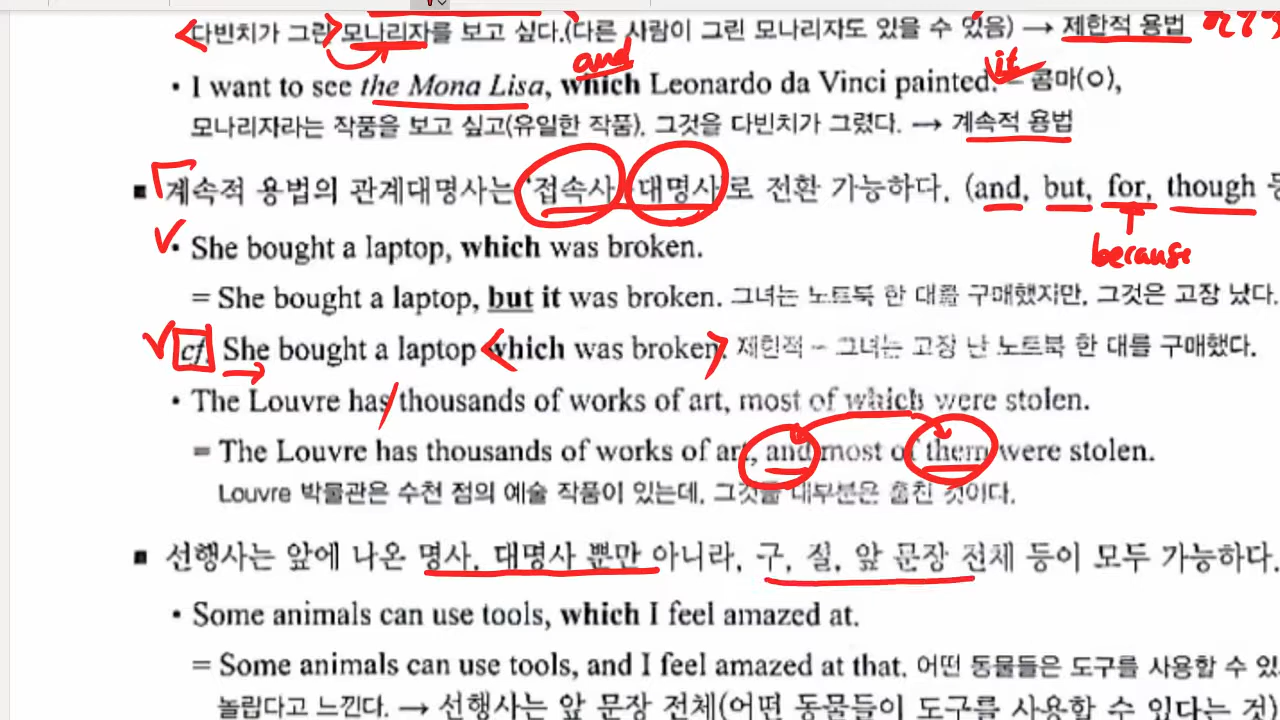 다빈치가 그린 모나리자를 보고 싶다.(다른 사람이 그린 모나리자도 있을 수 있음) → 제한적 용법
and
it
• I want to see the Mona Lisa, which Leonardo da Vinci painted. – 콤마(O),
모나리자라는 작품을 보고 싶고(유일한 작품), 그것을 다빈치가 그렸다. → 계속적 용법
■ 계속적 용법의 관계대명사는 '접속사 대명사'로 전환 가능하다. (and, but, for, though
because
• She bought a laptop, which was broken.
= She bought a laptop, but it was broken. 그녀는 노트북 한 대를 구매했지만, 그것은 고장 났다.
cf. She bought a laptop which was broken. 제한적 – 그녀는 고장 난 노트북 한 대를 구매했다.
• The Louvre has thousands of works of art, most of which were stolen.
= The Louvre has thousands of works of art, and most of them were stolen.
Louvre 박물관은 수천 점의 예술 작품이 있는데, 그것들 대부분은 훔친 것이다.
■ 선행사는 앞에 나온 명사, 대명사 뿐만 아니라, 구, 절, 앞 문장 전체 등이 모두 가능하다.
• Some animals can use tools, which I feel amazed at.
= Some animals can use tools, and I feel amazed at that. 어떤 동물들은 도구를 사용할 수 있
놀랍다고 느낀다. → 선행사는 앞 문장 전체(어떤 동물들이 도구를 사용할 수 있다는 것)